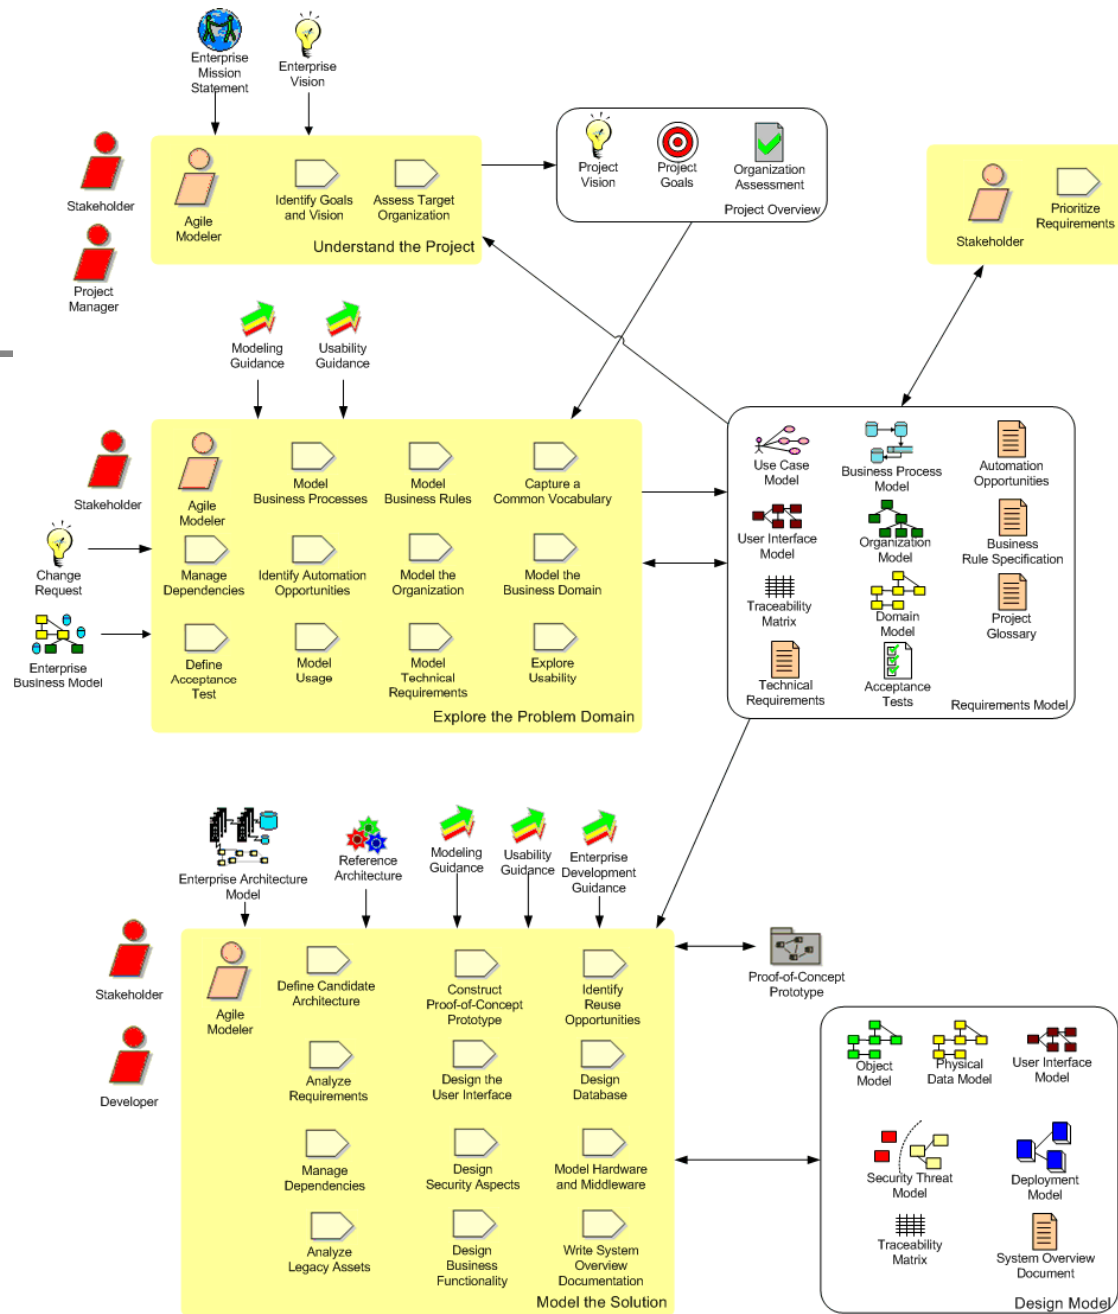 Enterprise
Mission
Statement
Enterprise
Vision
Stakeholder
Project
Manager
Agile
Modeler
Identify Goals
and Vision
Assess Target
Organization
Understand the Project
Project
Vision
Project
Goals
Organization
Assessment
Project Overview
Stakeholder
Prioritize
Requirements
Modeling
Guidance
Usability
Guidance
Stakeholder
Change
Request
Enterprise
Business Model
Agile
Modeler
Model
Business Processes
Model
Business Rules
Capture a
Common Vocabulary
Manage
Dependencies
Identify Automation
Opportunities
Model the
Organization
Model the
Business Domain
Define
Acceptance
Test
Model
Usage
Model
Technical
Requirements
Explore
Usability
Explore the Problem Domain
Use Case
Model
Business Process
Model
Automation
Opportunities
User Interface
Model
Organization
Model
Business
Rule Specification
Traceability
Matrix
Domain
Model
Project
Glossary
Technical
Requirements
Acceptance
Tests
Requirements Model
Enterprise Architecture
Model
Reference
Architecture
Modeling
Guidance
Usability
Guidance
Enterprise
Development
Guidance
Stakeholder
Developer
Agile
Modeler
Define Candidate
Architecture
Construct
Proof-of-Concept
Prototype
Identify
Reuse
Opportunities
Analyze
Requirements
Design the
User Interface
Design
Database
Manage
Dependencies
Design
Security Aspects
Model Hardware
and Middleware
Analyze
Legacy Assets
Design
Business
Functionality
Write System
Overview
Documentation
Model the Solution
Proof-of-Concept
Prototype
Object
Model
Physical
Data Model
User Interface
Model
Security Threat
Model
Deployment
Model
Traceability
Matrix
System Overview
Document
Design Model